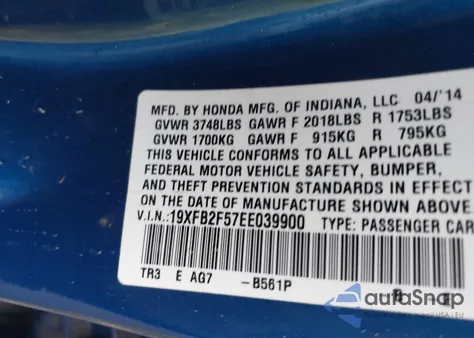 MFD. BY HONDA MFG. OF INDIANA, LLC 04/'14
GVWR 3748LBS GAWR F 2018LBS R 1753LBS
GVWR 1700KG GAWR F 915KG R 795KG
THIS VEHICLE CONFORMS TO ALL APPLICABLE
FEDERAL MOTOR VEHICLE SAFETY, BUMPER,
AND THEFT PREVENTION STANDARDS IN EFFECT
ON THE DATE OF MANUFACTURE SHOWN ABOVE.
V.I.N.: 19XFB2F57EE039900 TYPE: PASSENGER CAR
TR3 E AG7 -B561P
autoSnap